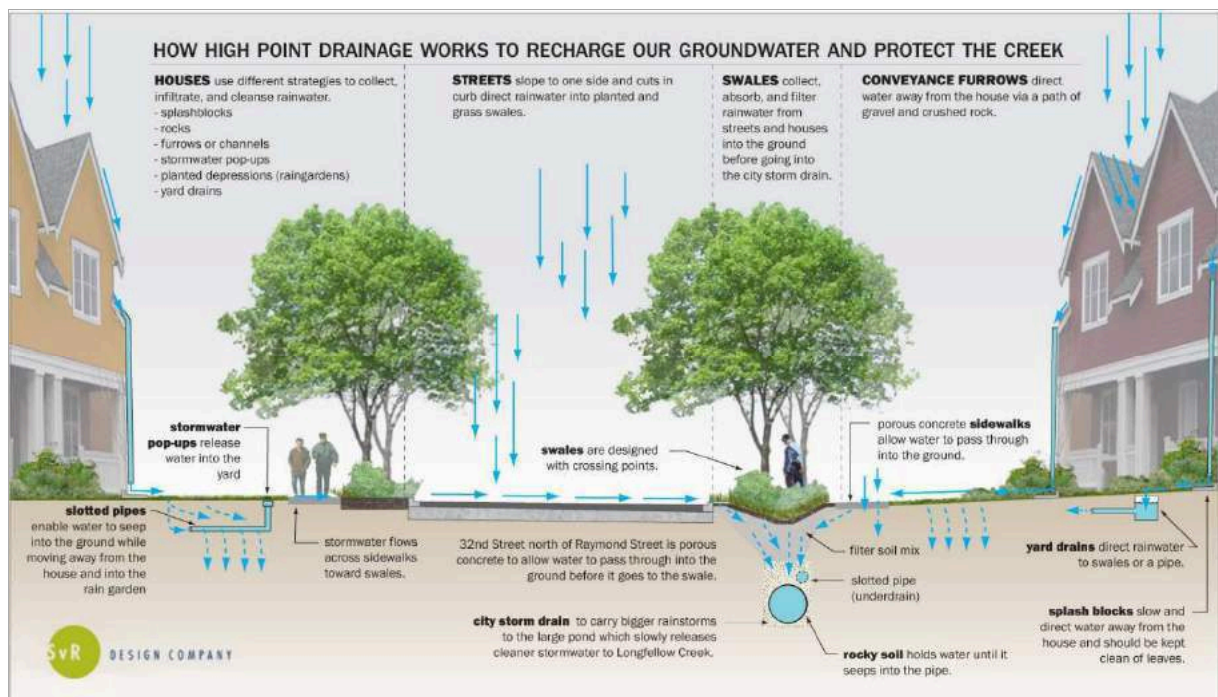 HOW HIGH POINT DRAINAGE WORKS TO RECHARGE OUR GROUNDWATER AND PROTECT THE CREEK
HOUSES use different strategies to collect,
infiltrate, and cleanse rainwater.
- splashblocks
- rocks
- furrows or channels
- stormwater pop-ups
- planted depressions (raingardens)
- yard drains
STREETS slope to one side and cuts in
curb direct rainwater into planted and
grass swales.
SWALES collect,
absorb, and filter
rainwater from
streets and houses
into the ground
before going into
the city storm drain.
CONVEYANCE FURROWS direct
water away from the house via a path of
gravel and crushed rock.
stormwater
pop-ups release
water into the
yard
swales are designed
with crossing points.
porous concrete sidewalks
allow water to pass through
into the ground.
slotted pipes
enable water to seep
into the ground while
moving away from the
house and into the
rain garden
stormwater flows
across sidewalks
toward swales.
32nd Street north of Raymond Street is porous
concrete to allow water to pass through into the
ground before it goes to the swale.
filter soil mix
slotted pipe
(underdrain)
yard drains direct rainwater
to swales or a pipe.
city storm drain to carry bigger rainstorms
to the large pond which slowly releases
cleaner stormwater to Longfellow Creek.
rocky soil holds water until it
seeps into the pipe.
splash blocks slow and
direct water away from the
house and should be kept
clean of leaves.
SvR DESIGN COMPANY